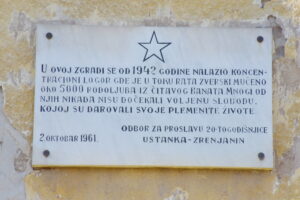 U OVOJ ZGRADI SE OD 1942 GODINE NALAZIO KONCEN-
TRACIONI LOGOR GDE JE U TOKU RATA ZVERSKI MUČENO
OKO 5000 RODOLJUBA IZ ČITAVOG BANATA MNOGI OD
NJIH NIKADA NISU DOČEKALI VOLJENU SLOBODU,
KOJOJ SU DAROVALI SVOJE PLEMENITE ŽIVOTE.
ODBOR ZA PROSLAVU 20-TOGODIŠNJICE
2. OKTOBAR 1961. USTANKA - ZRENJANIN